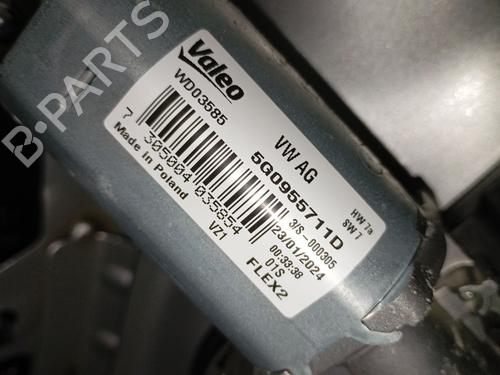 B-PARTS
Valeo
WD03585
7 305004 035854
Made in Poland
VZ1
VW AG
5G0955711D
3/S -000305
23/01/2024
00:33:38
01S
FLEX2
HW 7a
SW 7